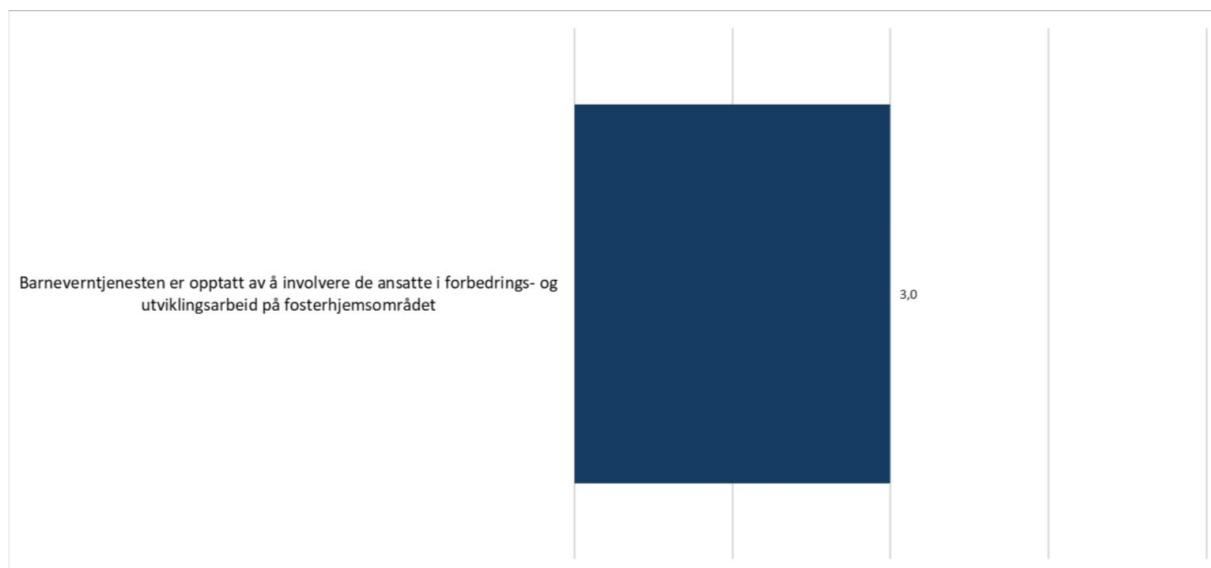 Barneverntjenesten er opptatt av å involvere de ansatte i forbedrings- og
utviklingsarbeid på fosterhjemsområdet
3,0